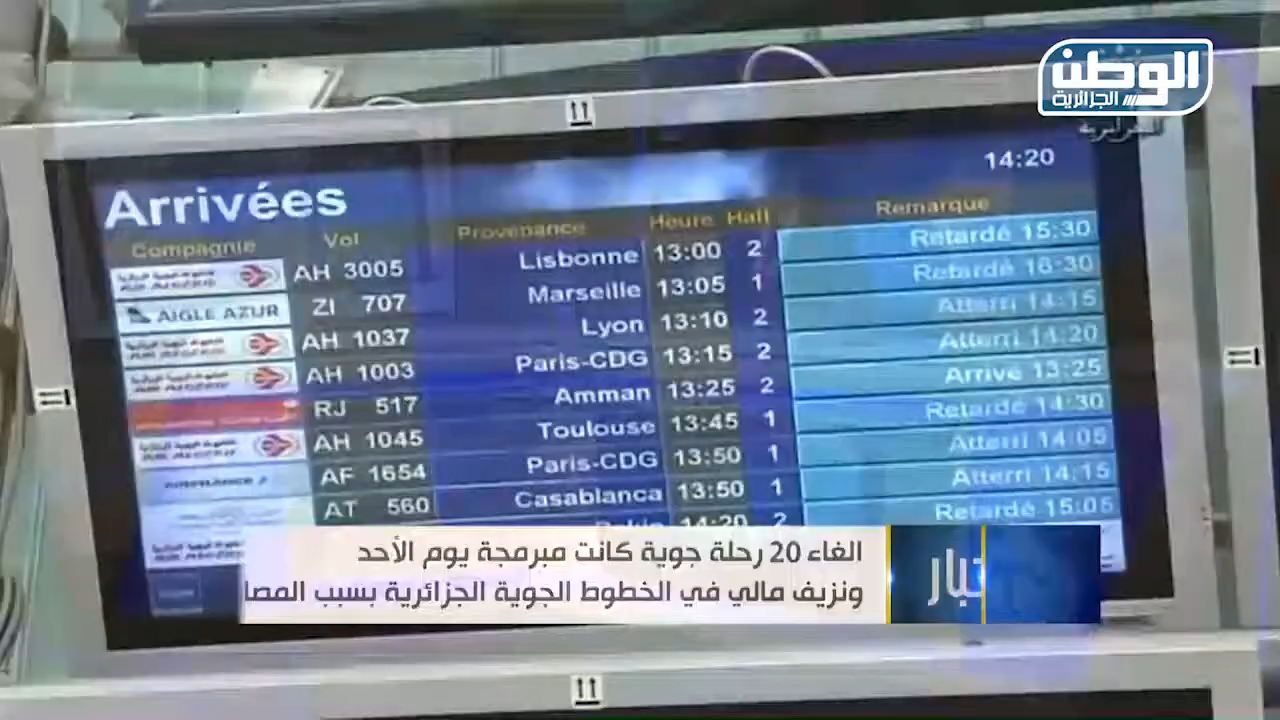 الوطن
الجزائرية
14:20
Arrivées
Compagnie Vol Provenance Heure Hall Remarque
AH 3005 Lisbonne 13:00 2 Retardé 15:30
AIGLE AZUR ZI 707 Marseille 13:05 1 Retardé 16:30
AH 1037 Lyon 13:10 2 Atterri 14:15
AH 1003 Paris-CDG 13:15 2 Atterri 14:20
RJ 517 Amman 13:25 2 Arrivé 13:25
AH 1045 Toulouse 13:45 1 Retardé 14:30
AF 1654 Paris-CDG 13:50 1 Atterri 14:05
AT 560 Casablanca 13:50 1 Atterri 14:15
14:20 2 Retardé 15:05
الغاء 20 رحلة جوية كانت مبرمجة يوم الأحد
ونزيف مالي في الخطوط الجوية الجزائرية بسبب المصا